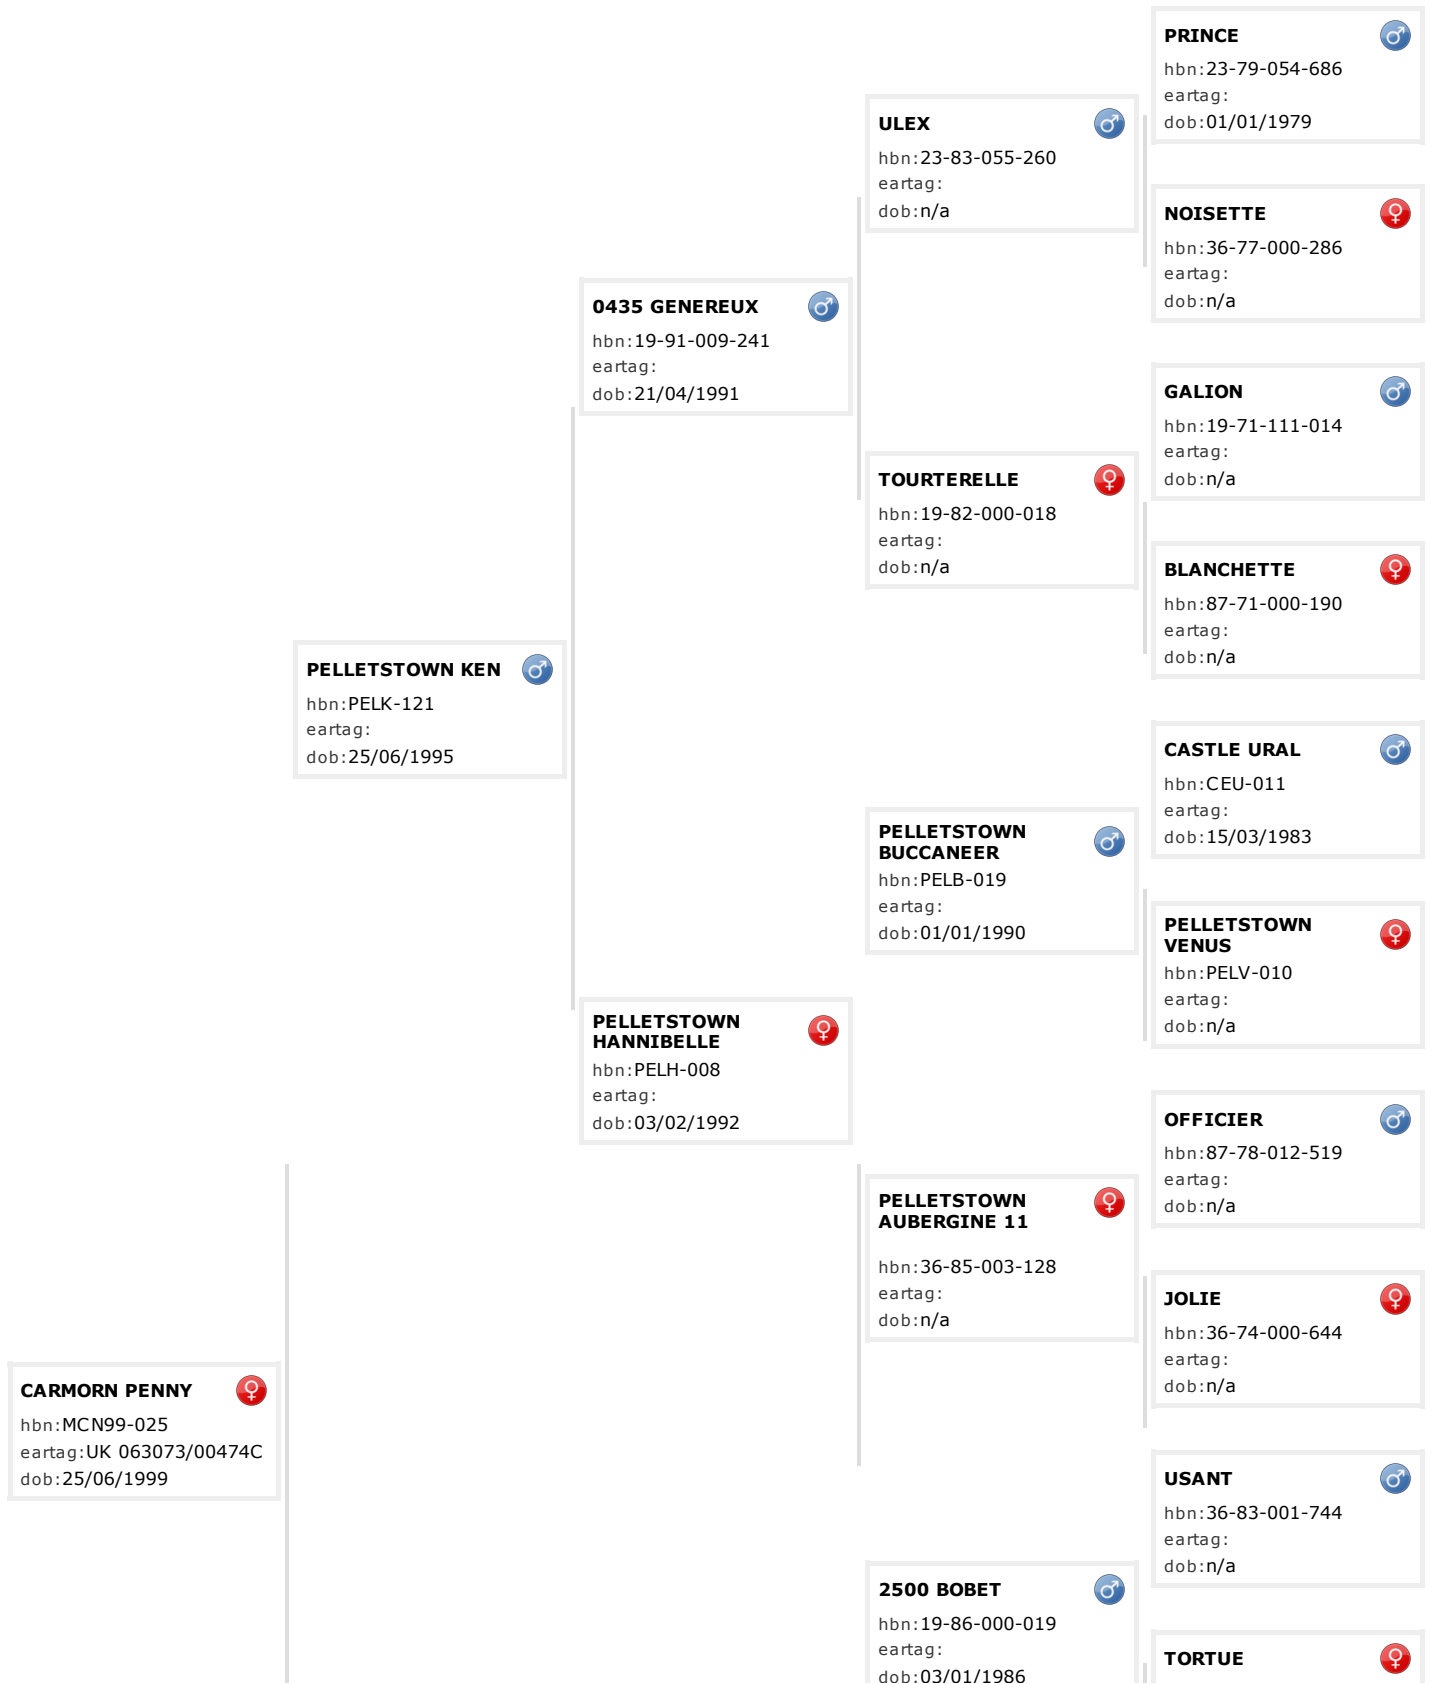 PRINCE
hbn:23-79-054-686
eartag:
dob:01/01/1979
ULEX
hbn:23-83-055-260
eartag:
dob:n/a
NOISETTE
hbn:36-77-000-286
eartag:
dob:n/a
0435 GENEREUX
hbn:19-91-009-241
eartag:
dob:21/04/1991
GALION
hbn:19-71-111-014
eartag:
dob:n/a
TOURTERELLE
hbn:19-82-000-018
eartag:
dob:n/a
BLANCHETTE
hbn:87-71-000-190
eartag:
dob:n/a
PELLETSTOWN KEN
hbn:PELK-121
eartag:
dob:25/06/1995
CASTLE URAL
hbn:CEU-011
eartag:
dob:15/03/1983
PELLETSTOWN
BUCCANEER
hbn:PELB-019
eartag:
dob:01/01/1990
PELLETSTOWN
VENUS
hbn:PELV-010
eartag:
dob:n/a
PELLETSTOWN
HANNIBELLE
hbn:PELH-008
eartag:
dob:03/02/1992
OFFICIER
hbn:87-78-012-519
eartag:
dob:n/a
PELLETSTOWN
AUBERGINE 11
hbn:36-85-003-128
eartag:
dob:n/a
JOLIE
hbn:36-74-000-644
eartag:
dob:n/a
CARMORN PENNY
hbn:MCN99-025
eartag:UK 063073/00474C
dob:25/06/1999
USANT
hbn:36-83-001-744
eartag:
dob:n/a
2500 BOBET
hbn:19-86-000-019
eartag:
dob:03/01/1986
TORTUE